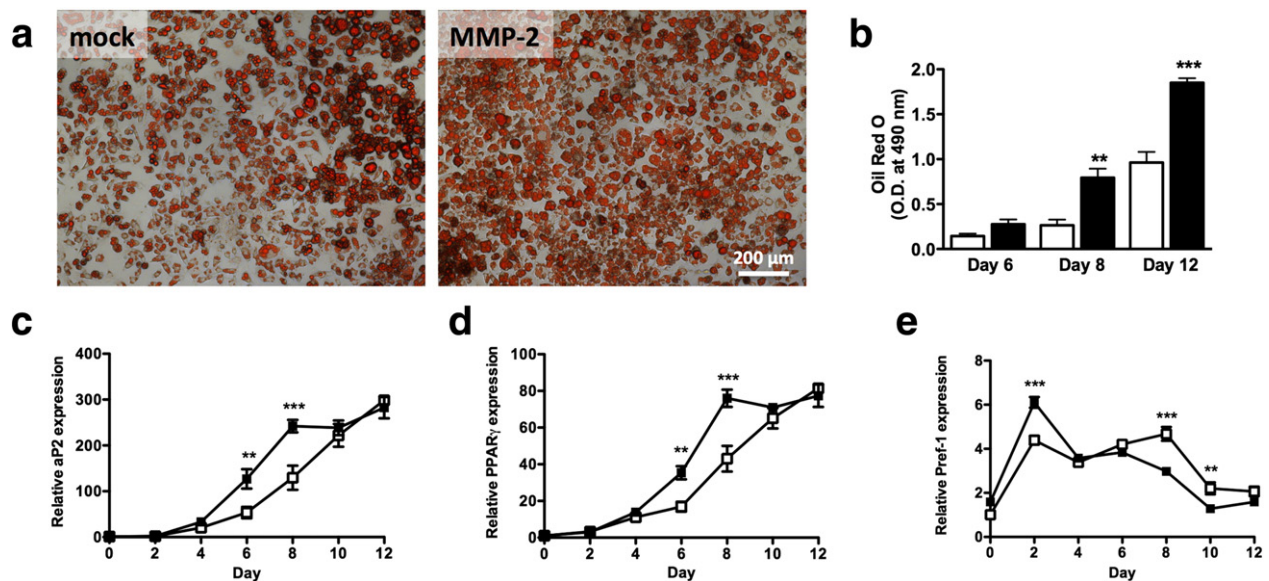 a
mock
MMP-2
200 µm
b
Oil Red O
(O.D. at 490 nm)
2.0
1.5
1.0
0.5
0.0
**
***
Day 6
Day 8
Day 12
c
Relative aP2 expression
400
300
200
100
0
**
***
0 2 4 6 8 10 12
Day
d
Relative PPARγ expression
100
80
60
40
20
0
**
***
0 2 4 6 8 10 12
Day
e
Relative Pref-1 expression
8
6
4
2
0
***
***
**
0 2 4 6 8 10 12
Day